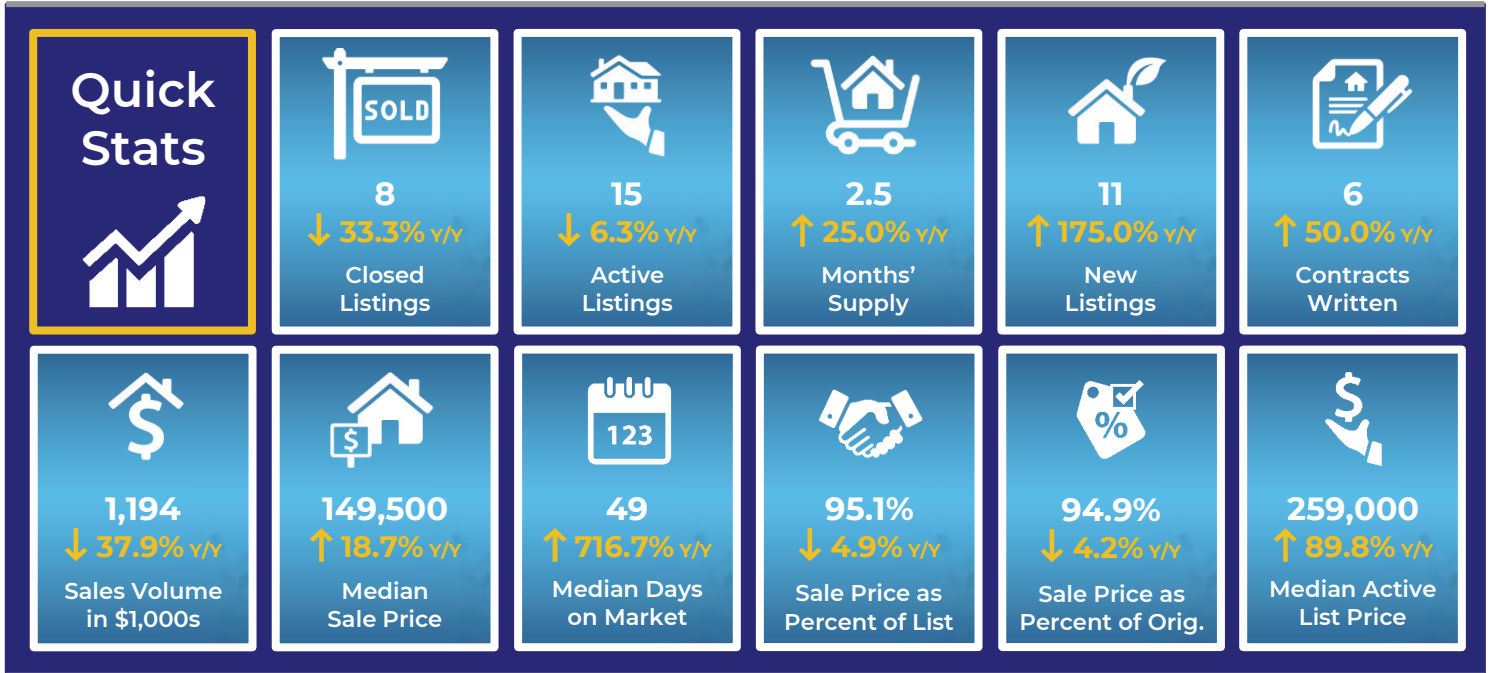 Quick
Stats
SOLD
8
↓ 33.3% Y/Y
Closed
Listings
15
↓ 6.3% Y/Y
Active
Listings
2.5
↑ 25.0% Y/Y
Months’
Supply
11
↑ 175.0% Y/Y
New
Listings
6
↑ 50.0% Y/Y
Contracts
Written
$
1,194
↓ 37.9% Y/Y
Sales Volume
in $1,000s
$
149,500
↑ 18.7% Y/Y
Median
Sale Price
123
49
↑ 716.7% Y/Y
Median Days
on Market
95.1%
↓ 4.9% Y/Y
Sale Price as
Percent of List
%
94.9%
↓ 4.2% Y/Y
Sale Price as
Percent of Orig.
$
259,000
↑ 89.8% Y/Y
Median Active
List Price